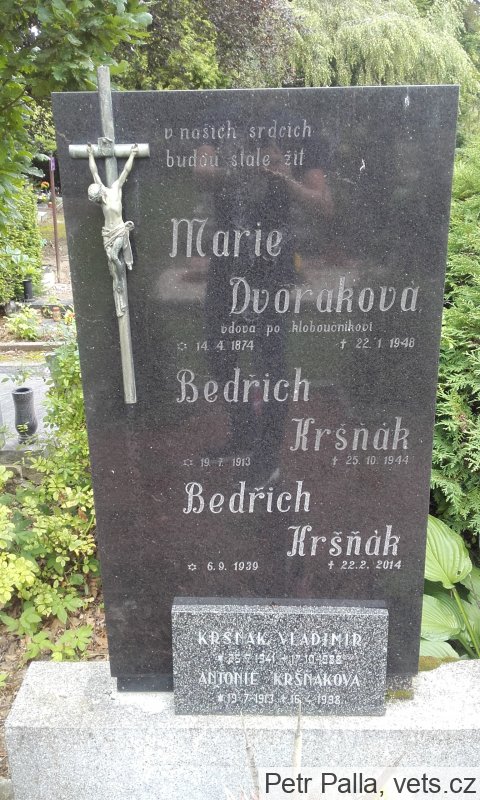 v našich srdcích
budou stále žít
Marie
Dvořáková
vdova po kloboučníkovi
✡ 14. 4. 1874 † 22. 1. 1948
Bedřich
Kršňák
✡ 19. 7. 1913 † 25. 10. 1944
Bedřich
Kršňák
✡ 6. 9. 1939 † 22. 2. 2014
KRŠŇÁK VLADIMÍR
1941
ANTONIE KRŠŇÁKOVÁ
1998
Petr Palla, vets.cz